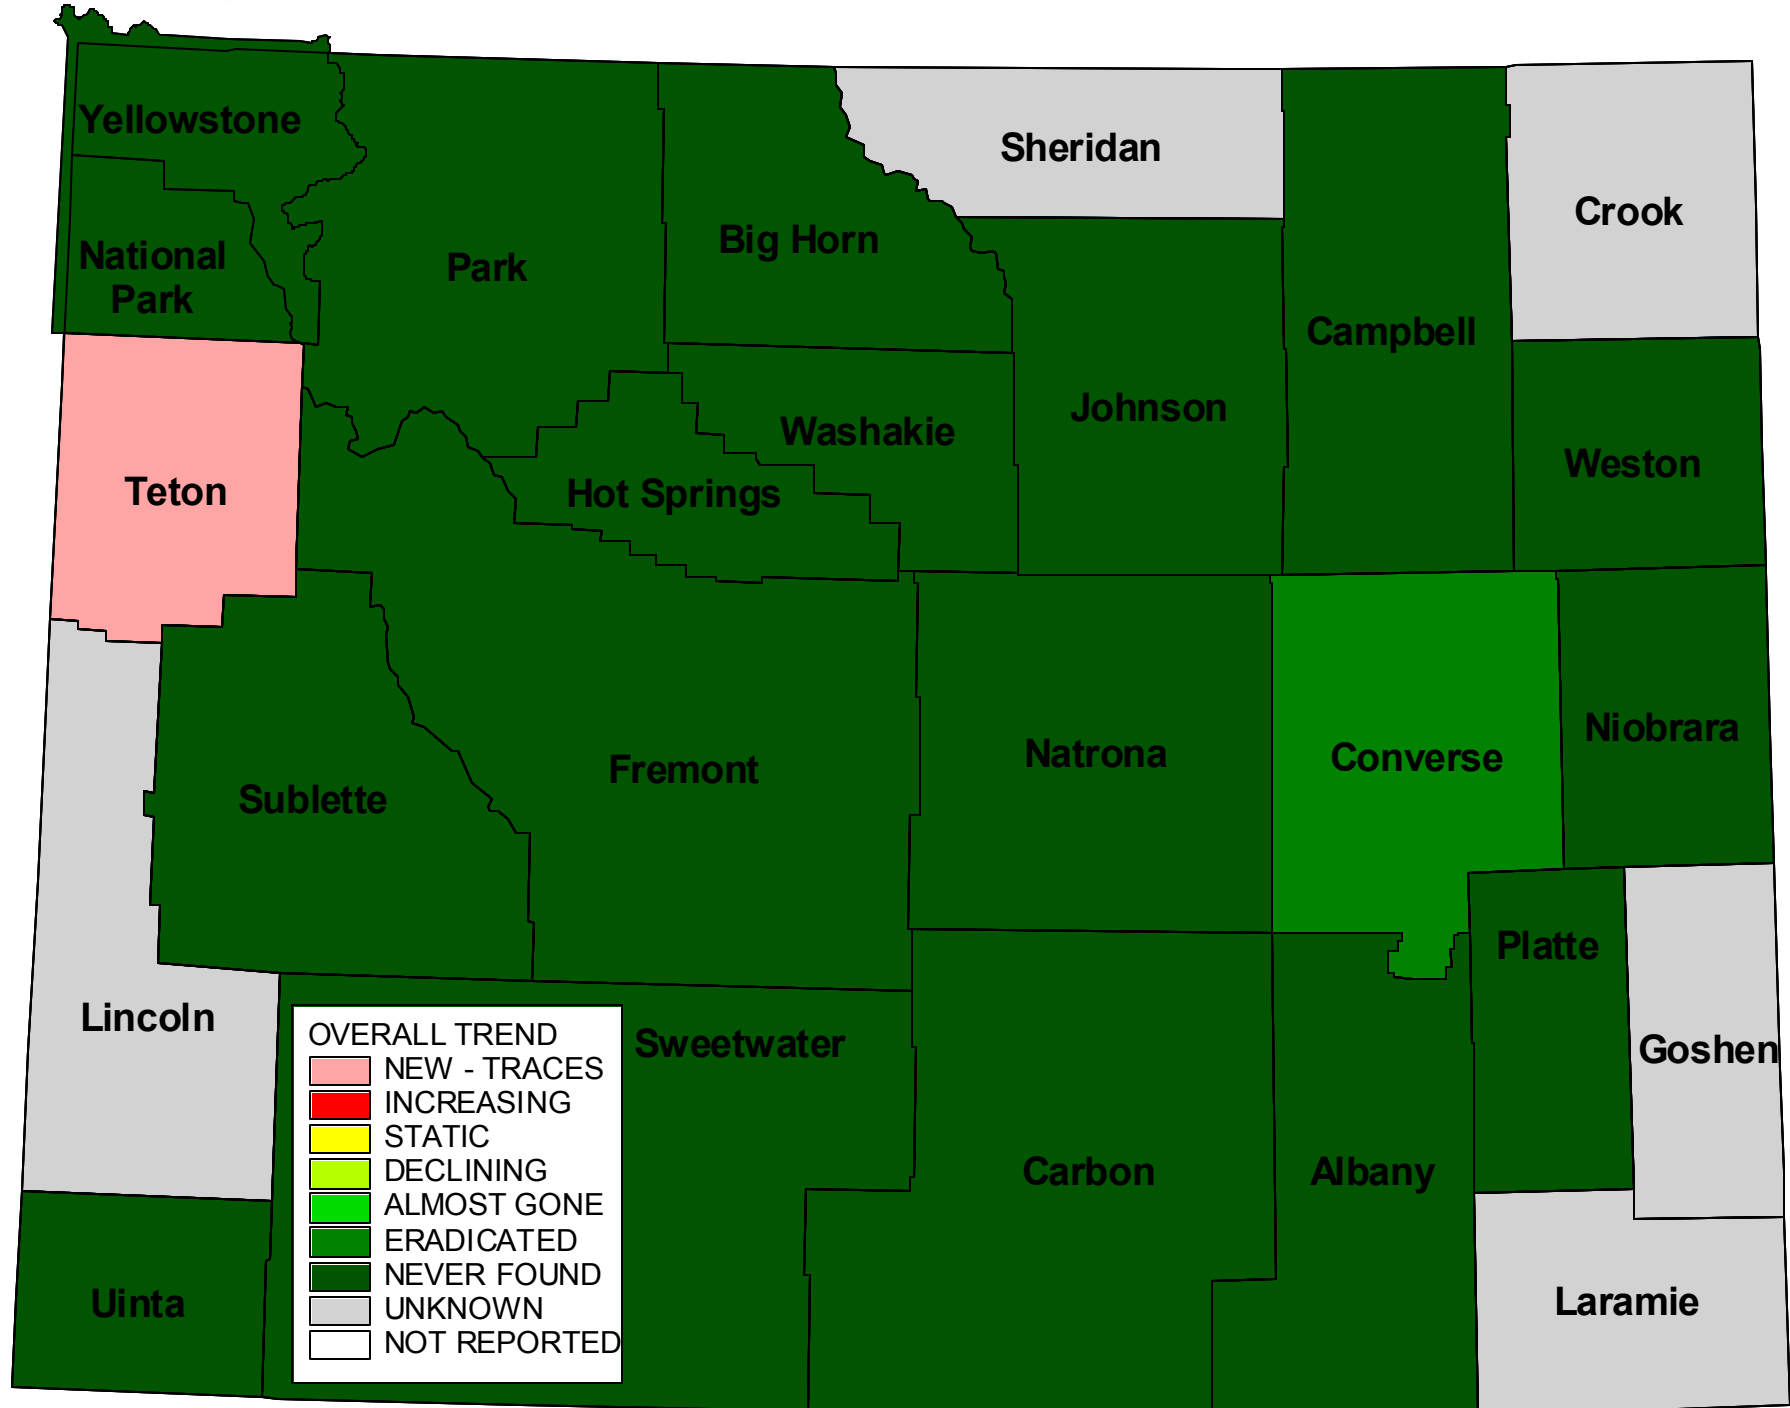 Yellowstone
National
Park
Park
Big Horn
Sheridan
Campbell
Crook
Johnson
Washakie
Hot Springs
Weston
Teton
Fremont
Natrona
Converse
Niobrara
Sublette
Lincoln
Platte
Goshen
Sweetwater
Carbon
Albany
Laramie
Uinta
OVERALL TREND
NEW - TRACES
INCREASING
STATIC
DECLINING
ALMOST GONE
ERADICATED
NEVER FOUND
UNKNOWN
NOT REPORTED